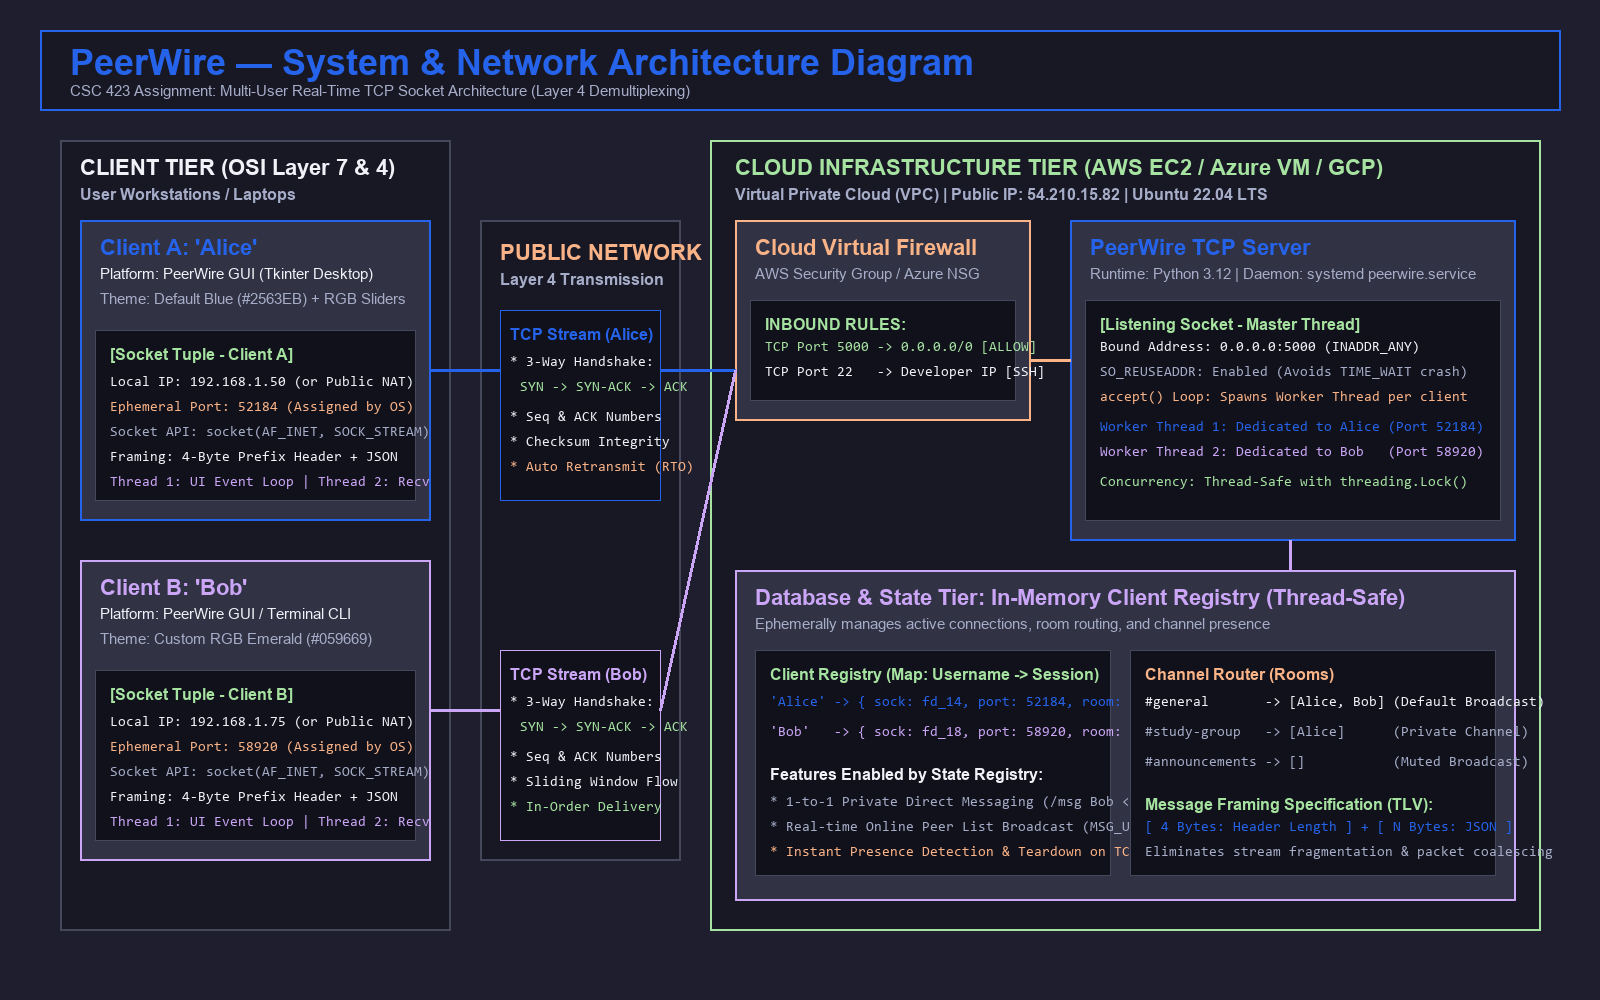 PeerWire — System & Network Architecture Diagram
CSC 423 Assignment: Multi-User Real-Time TCP Socket Architecture (Layer 4 Demultiplexing)
CLIENT TIER (OSI Layer 7 & 4)
User Workstations / Laptops
Client A: 'Alice'
Platform: PeerWire GUI (Tkinter Desktop)
Theme: Default Blue (#2563EB) + RGB Sliders
[Socket Tuple - Client A]
Local IP: 192.168.1.50 (or Public NAT)
Ephemeral Port: 52184 (Assigned by OS)
Socket API: socket(AF_INET, SOCK_STREAM)
Framing: 4-Byte Prefix Header + JSON
Thread 1: UI Event Loop | Thread 2: Recv
Client B: 'Bob'
Platform: PeerWire GUI / Terminal CLI
Theme: Custom RGB Emerald (#059669)
[Socket Tuple - Client B]
Local IP: 192.168.1.75 (or Public NAT)
Ephemeral Port: 58920 (Assigned by OS)
Socket API: socket(AF_INET, SOCK_STREAM)
Framing: 4-Byte Prefix Header + JSON
Thread 1: UI Event Loop | Thread 2: Recv
PUBLIC NETWORK
Layer 4 Transmission
TCP Stream (Alice)
* 3-Way Handshake:
SYN -> SYN-ACK -> ACK
* Seq & ACK Numbers
* Checksum Integrity
* Auto Retransmit (RTO)
TCP Stream (Bob)
* 3-Way Handshake:
SYN -> SYN-ACK -> ACK
* Seq & ACK Numbers
* Sliding Window Flow
* In-Order Delivery
CLOUD INFRASTRUCTURE TIER (AWS EC2 / Azure VM / GCP)
Virtual Private Cloud (VPC) | Public IP: 54.210.15.82 | Ubuntu 22.04 LTS
Cloud Virtual Firewall
AWS Security Group / Azure NSG
INBOUND RULES:
TCP Port 5000 -> 0.0.0.0/0 [ALLOW]
TCP Port 22 -> Developer IP [SSH]
PeerWire TCP Server
Runtime: Python 3.12 | Daemon: systemd peerwire.service
[Listening Socket - Master Thread]
Bound Address: 0.0.0.0:5000 (INADDR_ANY)
SO_REUSEADDR: Enabled (Avoids TIME_WAIT crash)
accept() Loop: Spawns Worker Thread per client
Worker Thread 1: Dedicated to Alice (Port 52184)
Worker Thread 2: Dedicated to Bob (Port 58920)
Concurrency: Thread-Safe with threading.Lock()
Database & State Tier: In-Memory Client Registry (Thread-Safe)
Ephemerally manages active connections, room routing, and channel presence
Client Registry (Map: Username -> Session)
'Alice' -> { sock: fd_14, port: 52184, room:
'Bob' -> { sock: fd_18, port: 58920, room:
Features Enabled by State Registry:
* 1-to-1 Private Direct Messaging (/msg Bob <
* Real-time Online Peer List Broadcast (MSG_U
* Instant Presence Detection & Teardown on TC
Channel Router (Rooms)
#general -> [Alice, Bob] (Default Broadcast)
#study-group -> [Alice] (Private Channel)
#announcements -> [] (Muted Broadcast)
Message Framing Specification (TLV):
[ 4 Bytes: Header Length ] + [ N Bytes: JSON ]
Eliminates stream fragmentation & packet coalescing